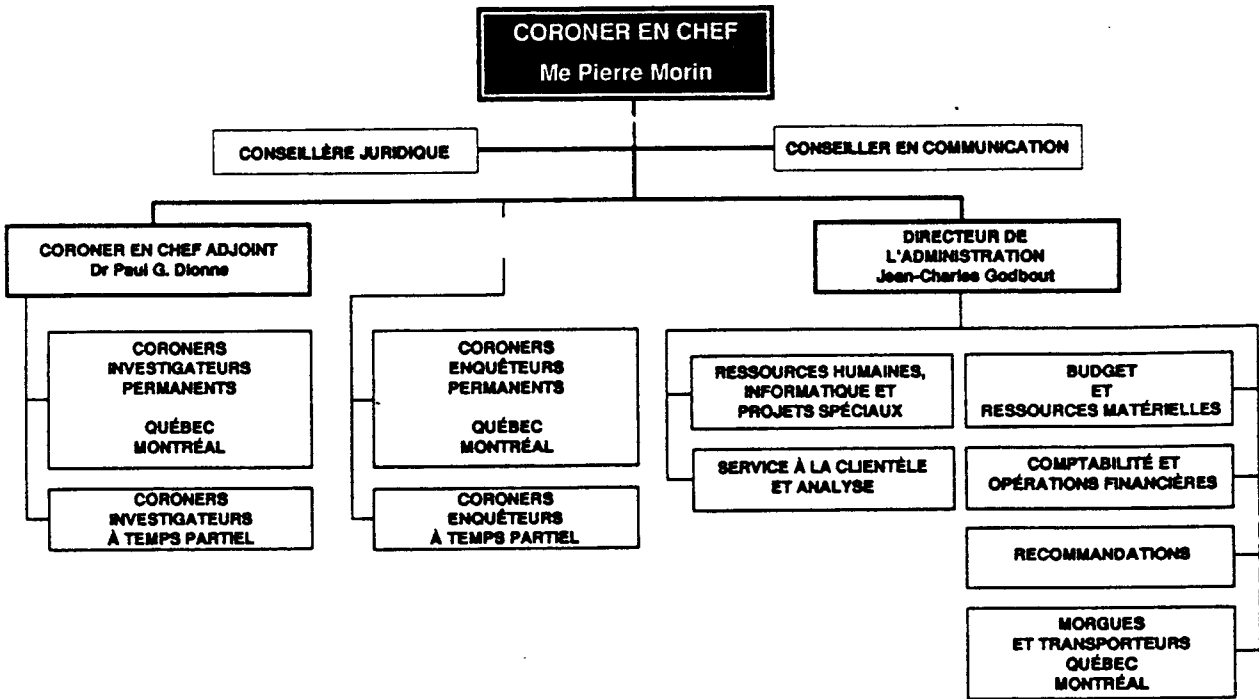 CORONER EN CHEF
Me Pierre Morin
CONSEILLÈRE JURIDIQUE
CONSEILLER EN COMMUNICATION
CORONER EN CHEF ADJOINT
Dr Paul G. Dionne
DIRECTEUR DE
L'ADMINISTRATION
Jean-Charles Godbout
CORONERS
INVESTIGATEURS
PERMANENTS
QUÉBEC
MONTRÉAL
CORONERS
INVESTIGATEURS
À TEMPS PARTIEL
CORONERS
ENQUÊTEURS
PERMANENTS
QUÉBEC
MONTRÉAL
CORONERS
ENQUÊTEURS
À TEMPS PARTIEL
RESSOURCES HUMAINES,
INFORMATIQUE ET
PROJETS SPÉCIAUX
SERVICE À LA CLIENTÈLE
ET ANALYSE
BUDGET
ET
RESSOURCES MATÉRIELLES
COMPTABILITÉ ET
OPÉRATIONS FINANCIÈRES
RECOMMANDATIONS
MORGUES
ET TRANSPORTEURS
QUÉBEC
MONTRÉAL